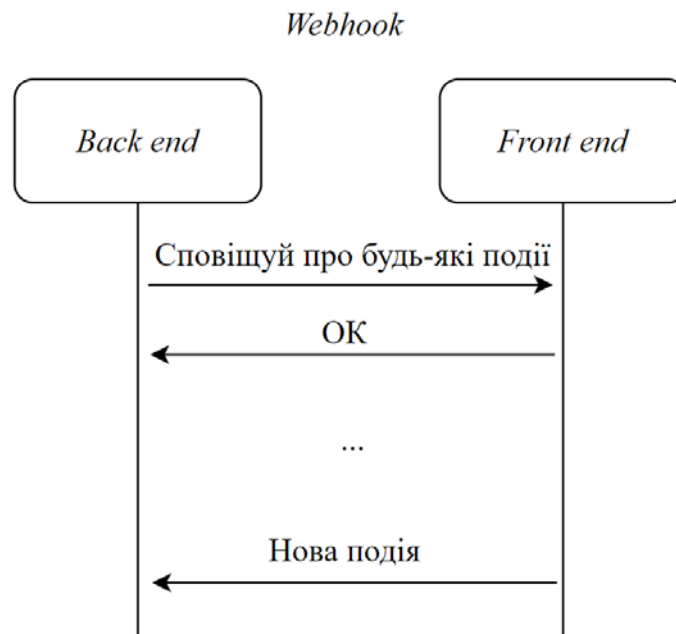 Webhook
Back end
Front end
Сповіщуй про будь-які події
ОК
...
Нова подія